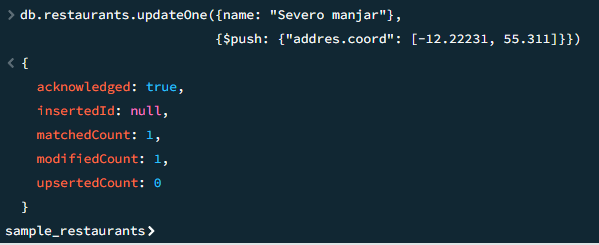 > db.restaurants.updateOne({name: "Severo manjar"},
{$push: {"addres.coord": [-12.22231, 55.311]}})
< {
acknowledged: true,
insertedId: null,
matchedCount: 1,
modifiedCount: 1,
upsertedCount: 0
}
sample_restaurants>